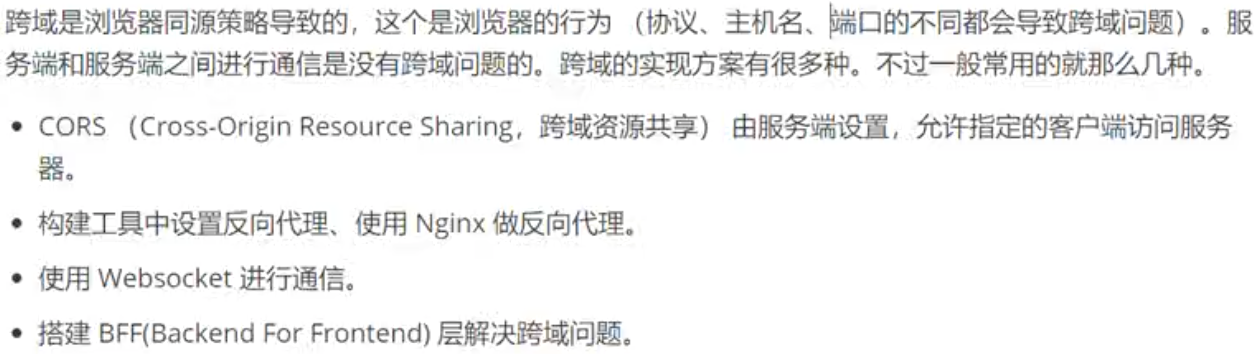 跨域是浏览器同源策略导致的，这个是浏览器的行为 （协议、主机名、端口的不同都会导致跨域问题）。服
务端和服务端之间进行通信是没有跨域问题的。跨域的实现方案有很多种。不过一般常用的就那么几种。
• CORS （Cross-Origin Resource Sharing，跨域资源共享） 由服务端设置，允许指定的客户端访问服务
器。
• 构建工具中设置反向代理、使用 Nginx 做反向代理。
• 使用 Websocket 进行通信。
• 搭建 BFF(Backend For Frontend) 层解决跨域问题。